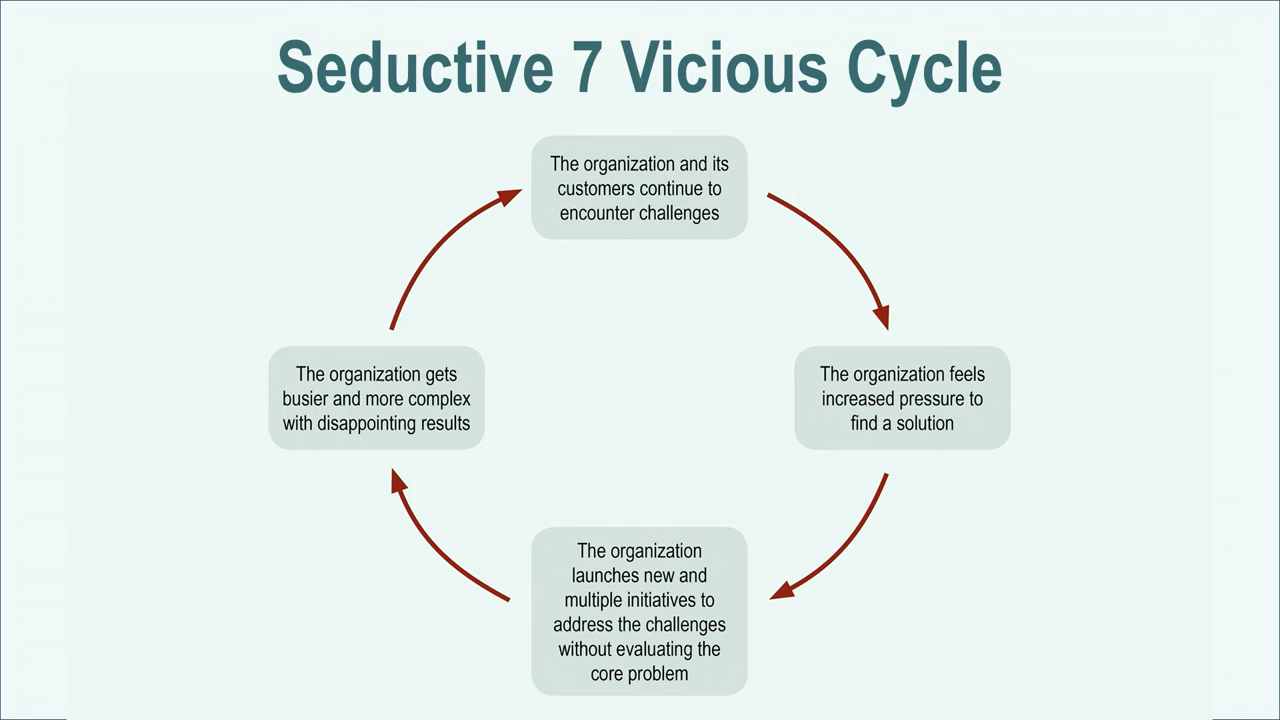 Seductive 7 Vicious Cycle
The organization and its
customers continue to
encounter challenges
The organization feels
increased pressure to
find a solution
The organization
launches new and
multiple initiatives to
address the challenges
without evaluating the
core problem
The organization gets
busier and more complex
with disappointing results